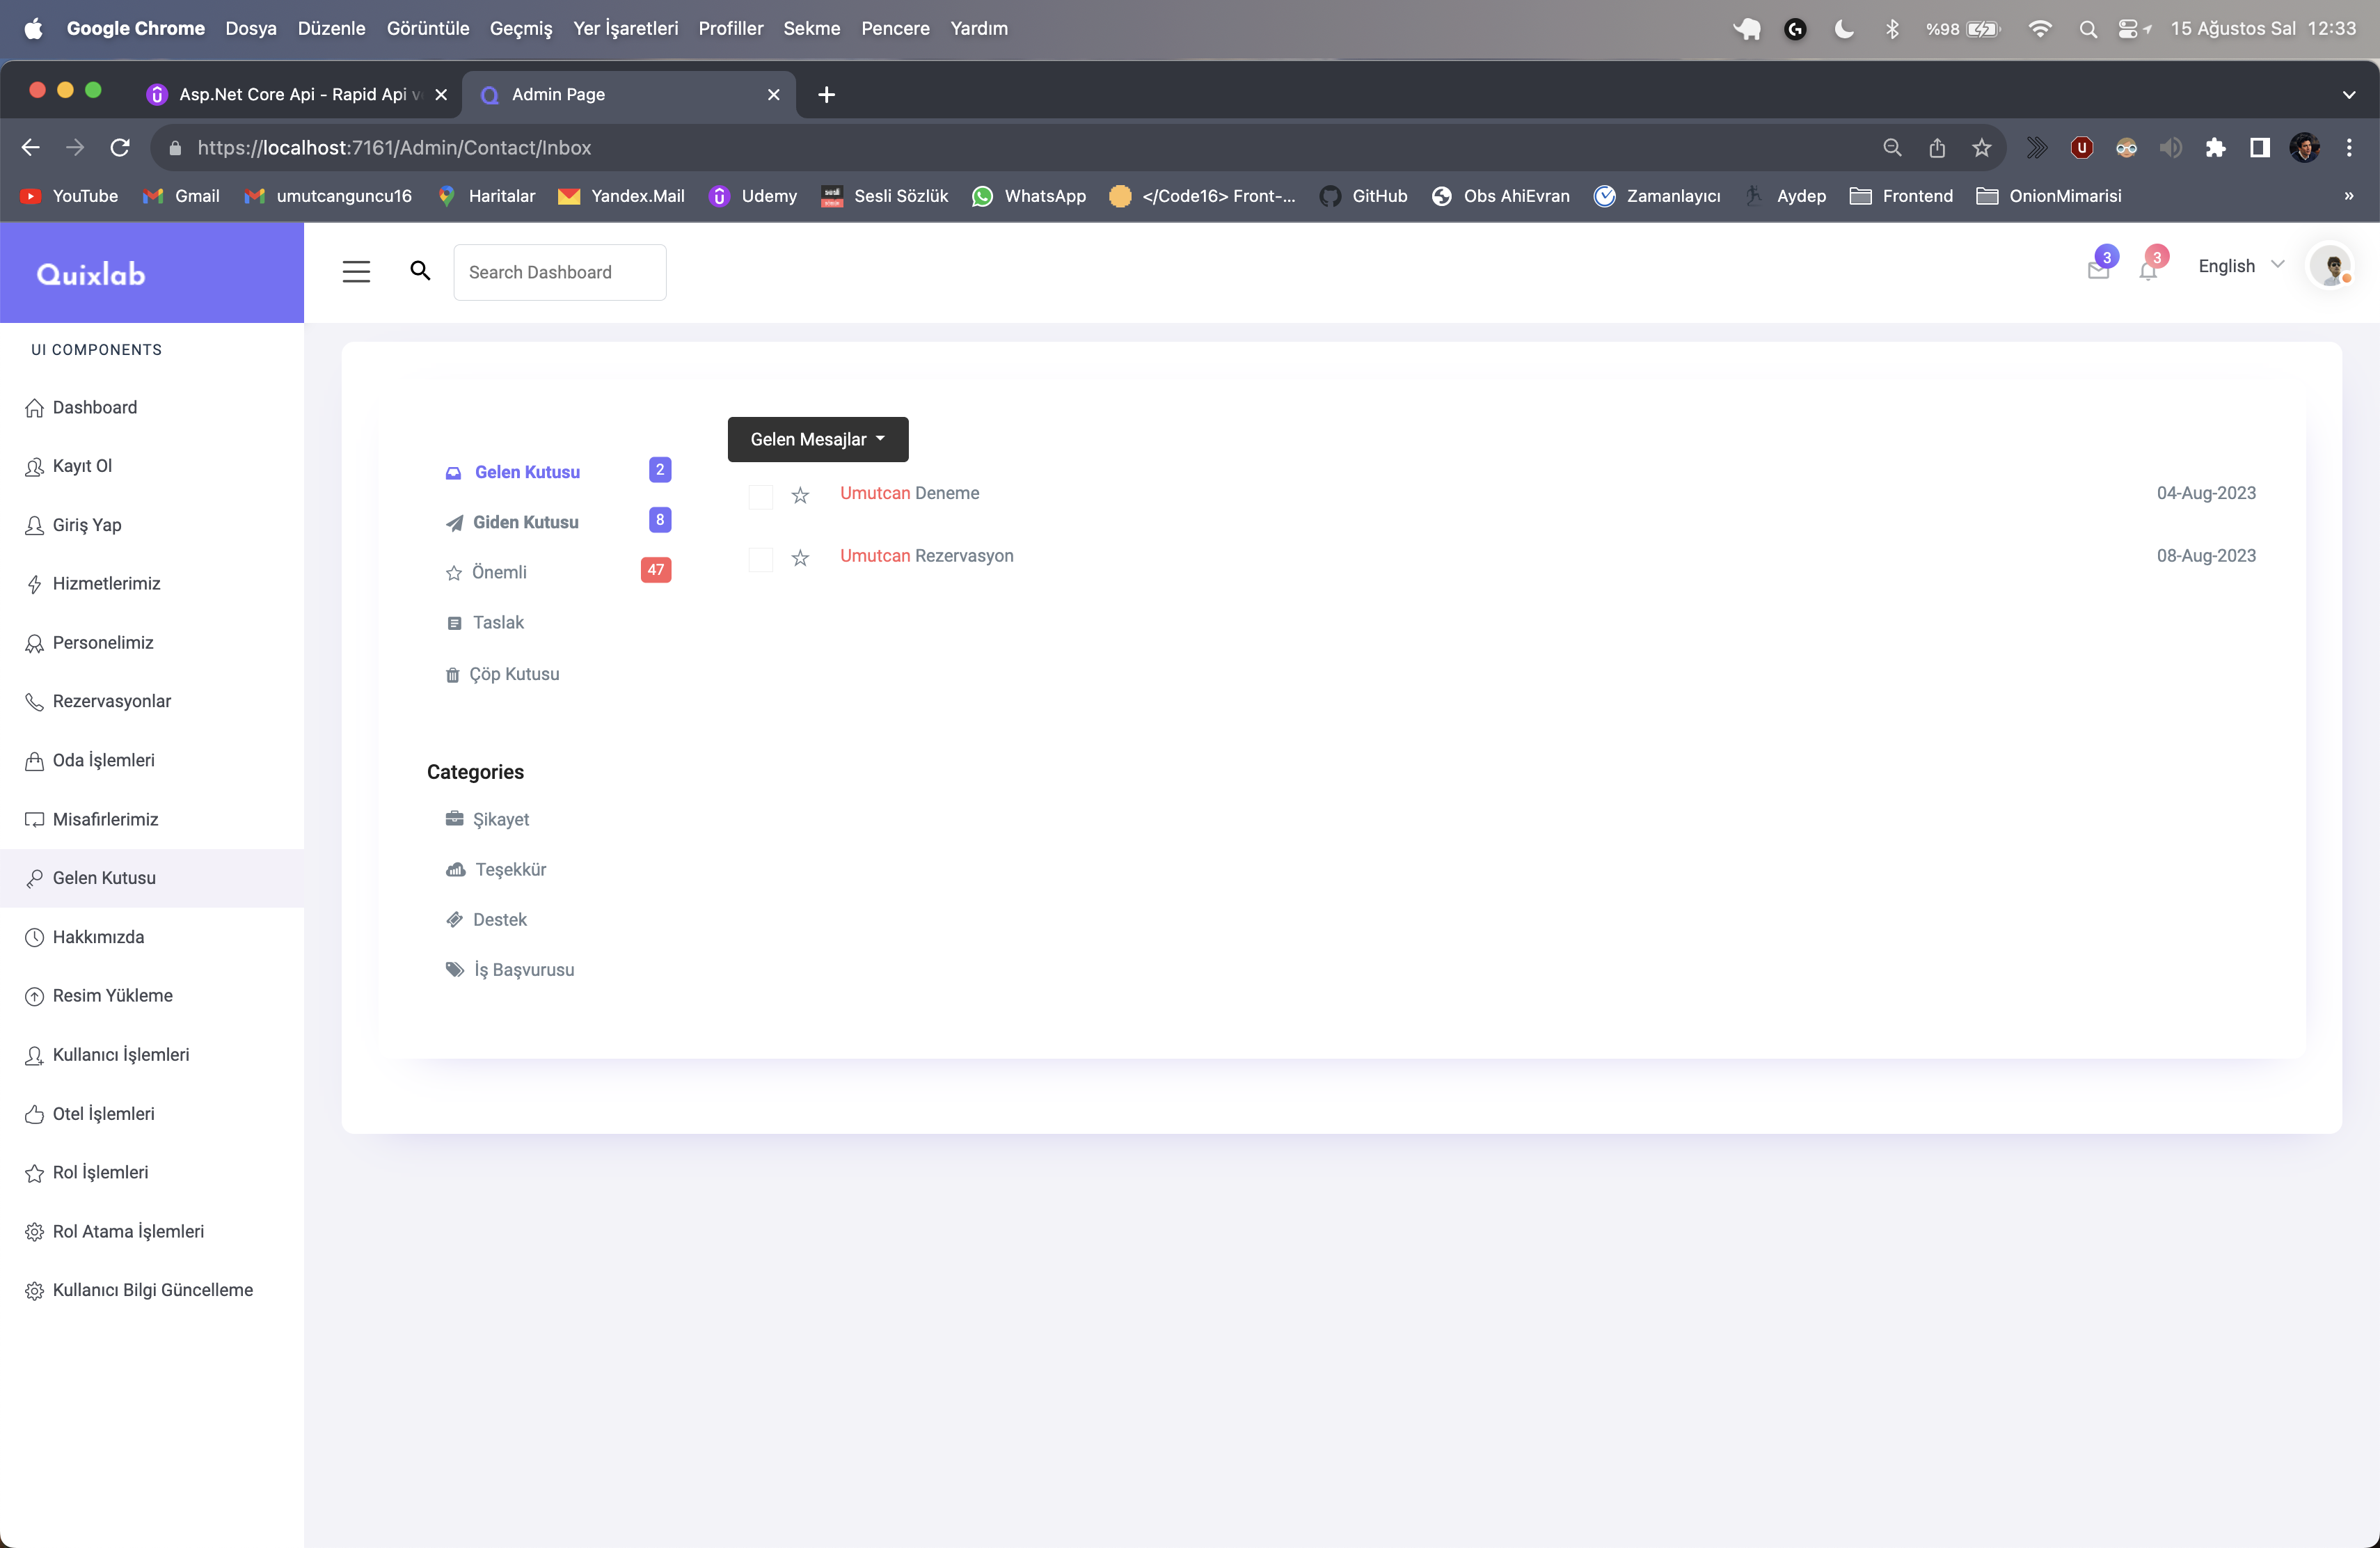 Google Chrome Dosya Düzenle Görüntüle Geçmiş Yer İşaretleri Profiller Sekme Pencere Yardım %98 15 Ağustos Sal 12:33
Asp.Net Core Api - Rapid Api Admin Page
https://localhost:7161/Admin/Contact/Inbox
YouTube Gmail umutcanguncu16 Haritalar Yandex.Mail Udemy Sesli Sözlük WhatsApp </Code16> Front-... GitHub Obs AhiEvran Zamanlayıcı Aydep Frontend OnionMimarisi »
Quixlab
Search Dashboard
3
3
English
UI COMPONENTS
Dashboard
Kayıt Ol
Giriş Yap
Hizmetlerimiz
Personelimiz
Rezervasyonlar
Oda İşlemleri
Misafirlerimiz
Gelen Kutusu
Hakkımızda
Resim Yükleme
Kullanıcı İşlemleri
Otel İşlemleri
Rol İşlemleri
Rol Atama İşlemleri
Kullanıcı Bilgi Güncelleme
Gelen Kutusu 2
Giden Kutusu 8
Önemli 47
Taslak
Çöp Kutusu
Categories
Şikayet
Teşekkür
Destek
İş Başvurusu
Gelen Mesajlar
Umutcan Deneme 04-Aug-2023
Umutcan Rezervasyon 08-Aug-2023